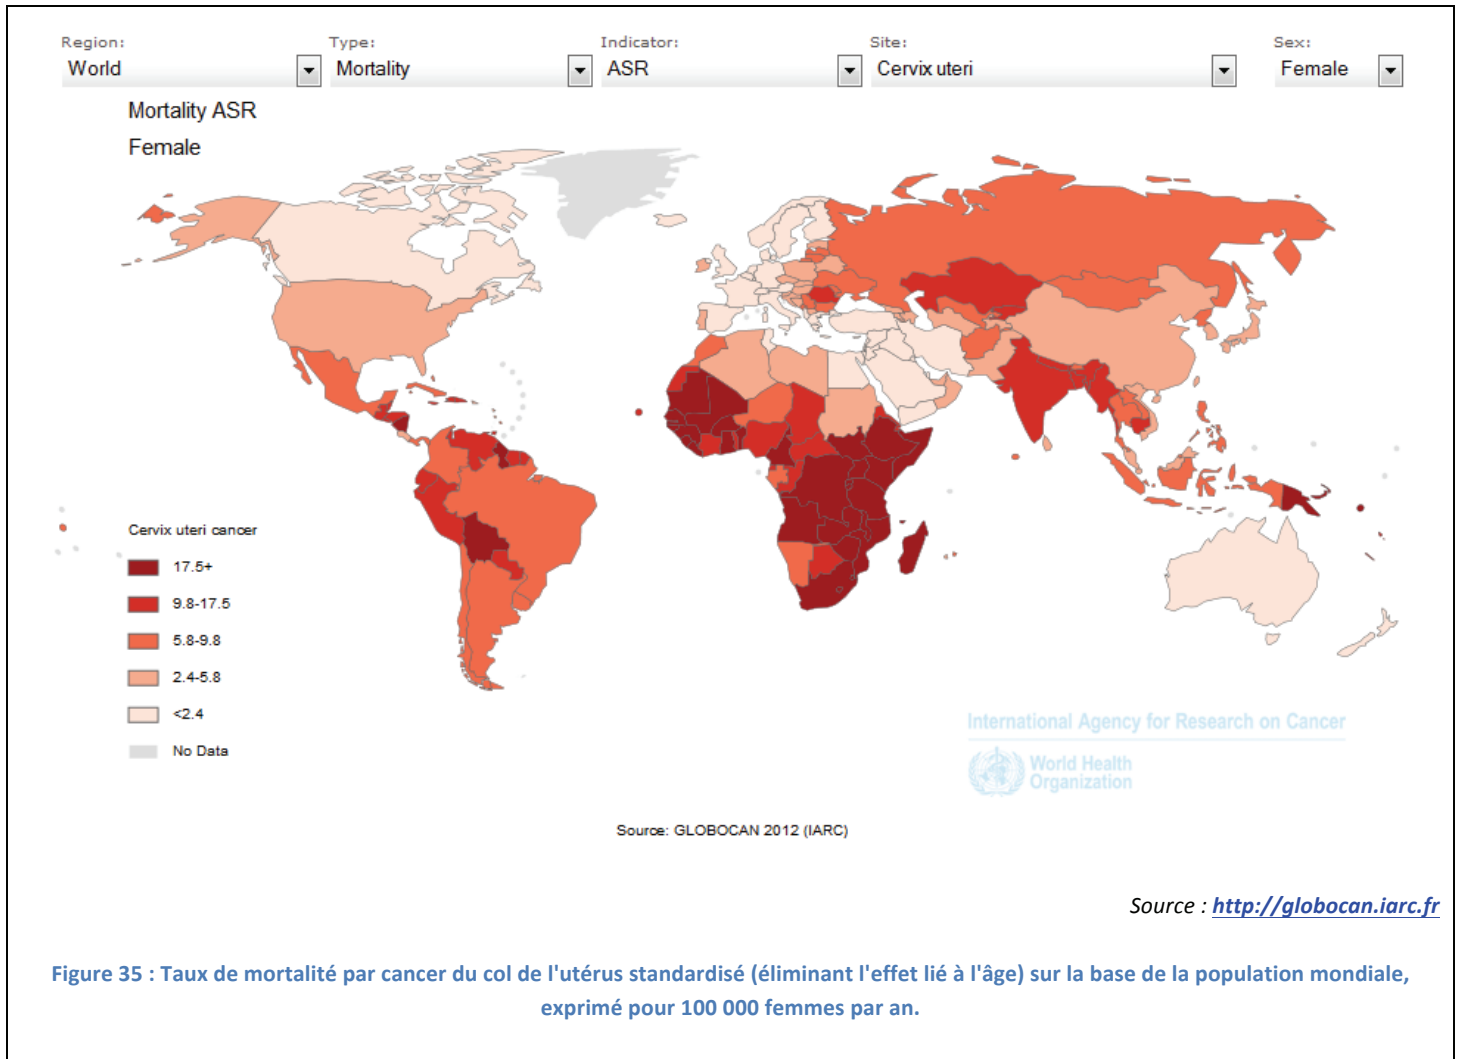 Region: Type: Indicator: Site: Sex:
World Mortality ASR Cervix uteri Female
Mortality ASR
Female
Cervix uteri cancer
17.5+
9.8-17.5
5.8-9.8
2.4-5.8
<2.4
No Data
International Agency for Research on Cancer
World Health
Organization
Source: GLOBOCAN 2012 (IARC)
Source : http://globocan.iarc.fr
Figure 35 : Taux de mortalité par cancer du col de l'utérus standardisé (éliminant l'effet lié à l'âge) sur la base de la population mondiale,
exprimé pour 100 000 femmes par an.